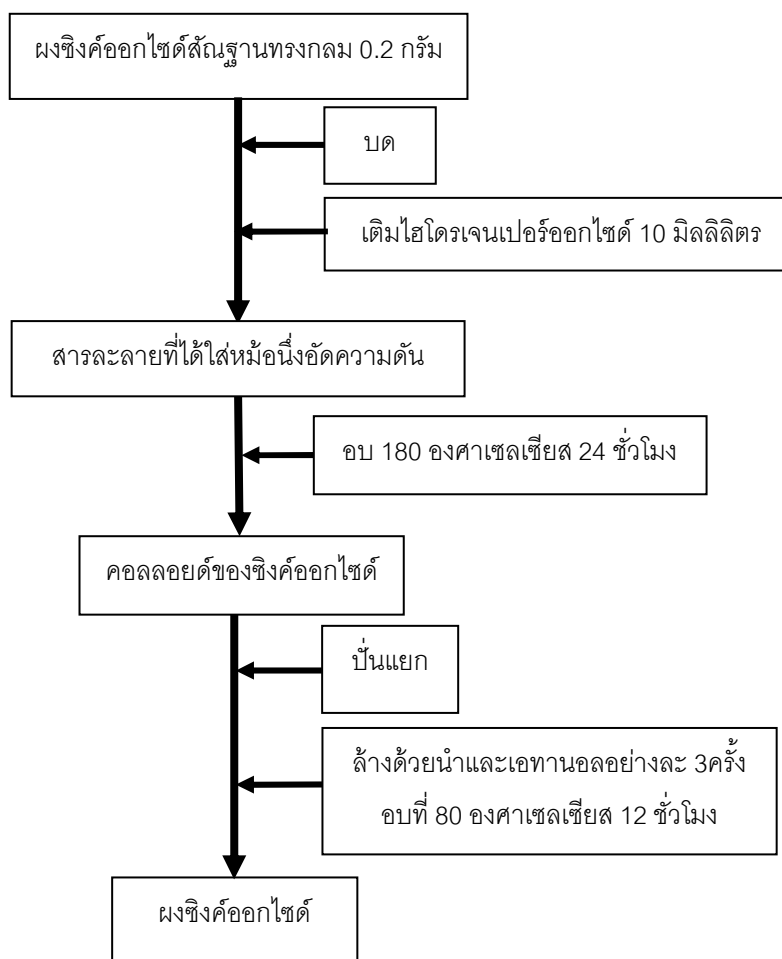 ผงซิงค์ออกไซด์สัณฐานทรงกลม 0.2 กรัม
บด
เติมไฮโดรเจนเปอร์ออกไซด์ 10 มิลลิลิตร
สารละลายที่ได้ใส่หม้อนึ่งอัดความดัน
อบ 180 องศาเซลเซียส 24 ชั่วโมง
คอลลอยด์ของซิงค์ออกไซด์
ปั่นแยก
ล้างด้วยนำและเอทานอลอย่างละ 3ครั้ง
อบที่ 80 องศาเซลเซียส 12 ชั่วโมง
ผงซิงค์ออกไซด์